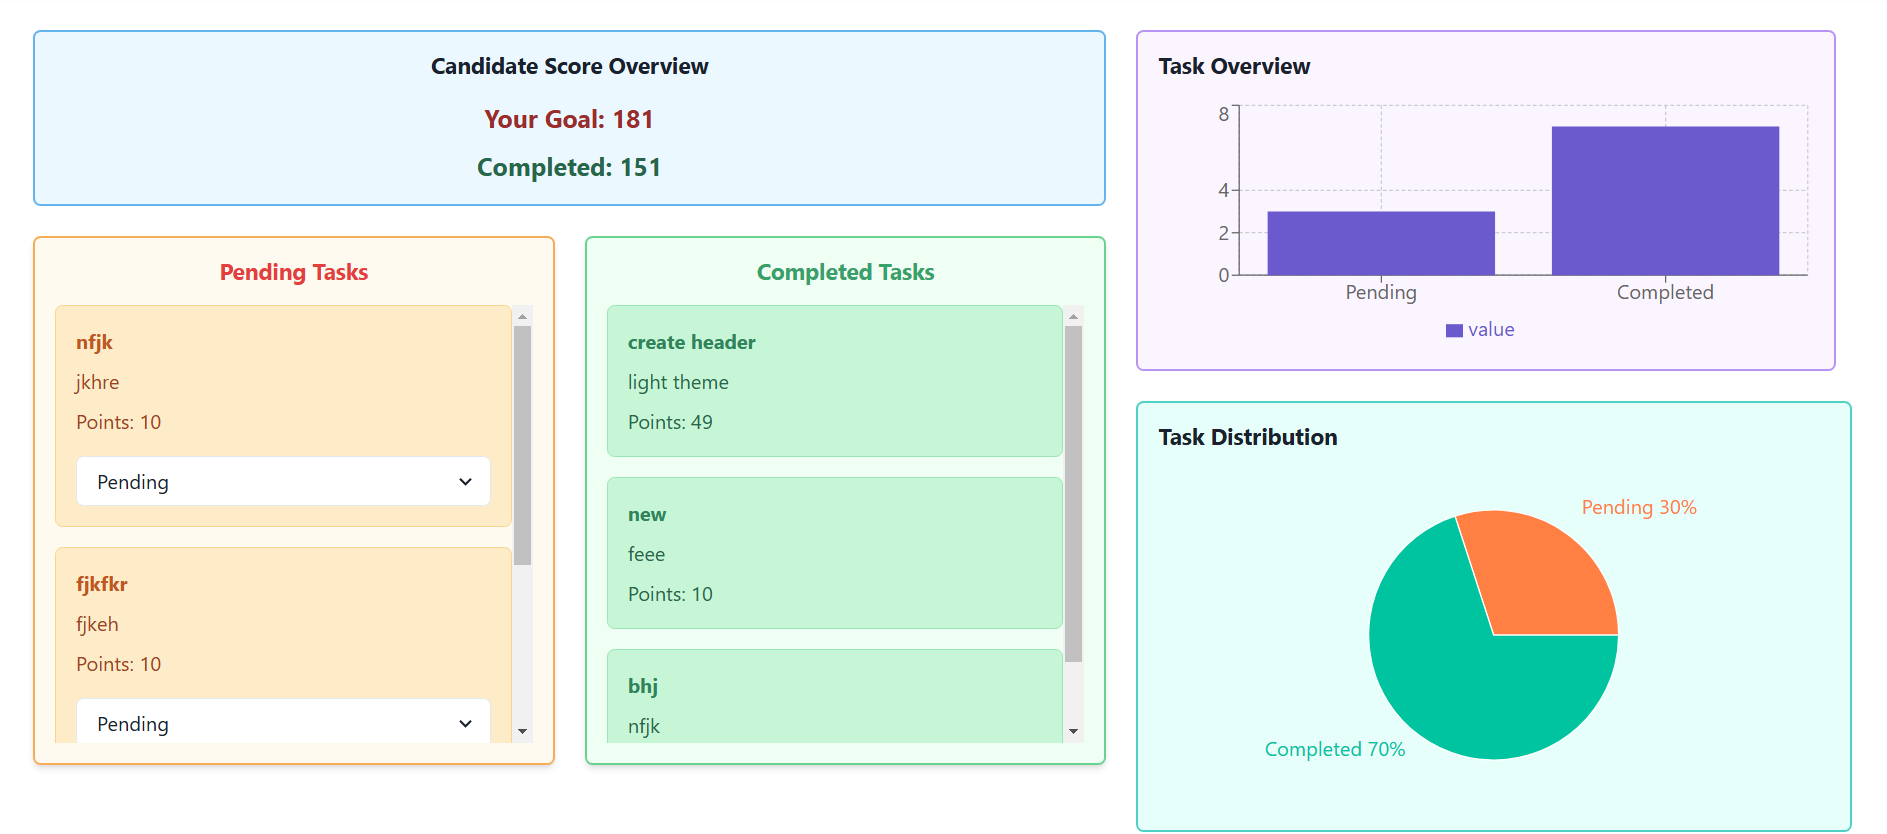 Candidate Score Overview
Your Goal: 181
Completed: 151
Pending Tasks
nfjk
jkhre
Points: 10
Pending
fjkfkr
fjkeh
Points: 10
Pending
Completed Tasks
create header
light theme
Points: 49
new
feee
Points: 10
bhj
nfjk
Task Overview
8
4
2
0
Pending Completed
value
Task Distribution
Pending 30%
Completed 70%